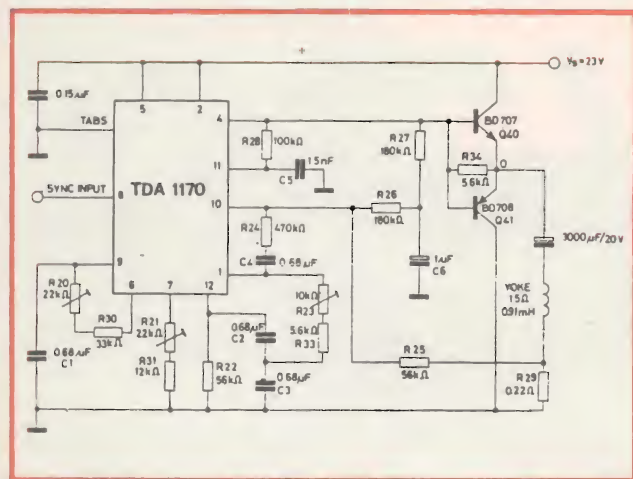 +
Vs = 23V
0.15µF
5
2
TABS
4
R28
100kΩ
R27
180kΩ
BD707
Q40
11
1.5nF
C5
R34
5.6kΩ
0
SYNC INPUT
8
TDA 1170
10
R26
180kΩ
BD708
Q41
R24
470kΩ
C4
0.68µF
1µF
C6
3000µF/20V
9
1
R20
22kΩ
6
7
12
10kΩ
R23
YOKE
15Ω
0.91mH
R30
33kΩ
R21
22kΩ
0.68µF
C2
5.6kΩ
R33
R25
56kΩ
0.68µF
C1
R31
12kΩ
R22
56kΩ
0.68µF
C3
R29
0.22Ω